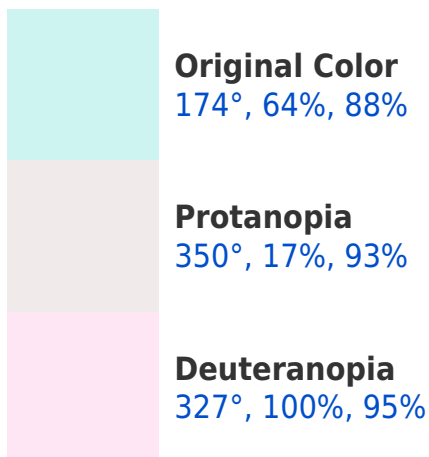 Original Color
174°, 64%, 88%
Protanopia
350°, 17%, 93%
Deuteranopia
327°, 100%, 95%